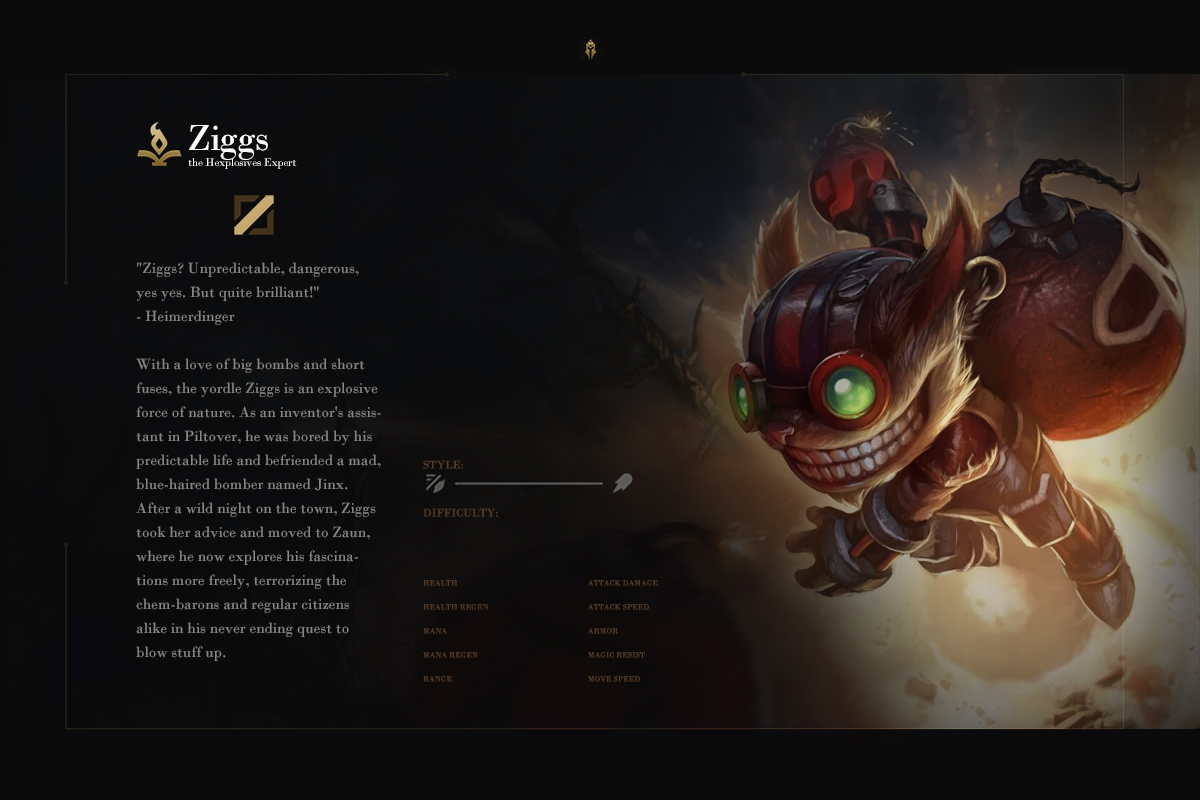 Ziggs
the Hexplosives Expert
"Ziggs? Unpredictable, dangerous,
yes yes. But quite brilliant!"
- Heimerdinger
With a love of big bombs and short
fuses, the yordle Ziggs is an explosive
force of nature. As an inventor's assis-
tant in Piltover, he was bored by his
predictable life and befriended a mad,
blue-haired bomber named Jinx.
After a wild night on the town, Ziggs
took her advice and moved to Zaun,
where he now explores his fascina-
tions more freely, terrorizing the
chem-barons and regular citizens
alike in his never ending quest to
blow stuff up.
STYLE:
DIFFICULTY:
HEALTH
HEALTH REGEN
MANA
MANA REGEN
RANGE
ATTACK DAMAGE
ATTACK SPEED
ARMOR
MAGIC RESIST
MOVE SPEED